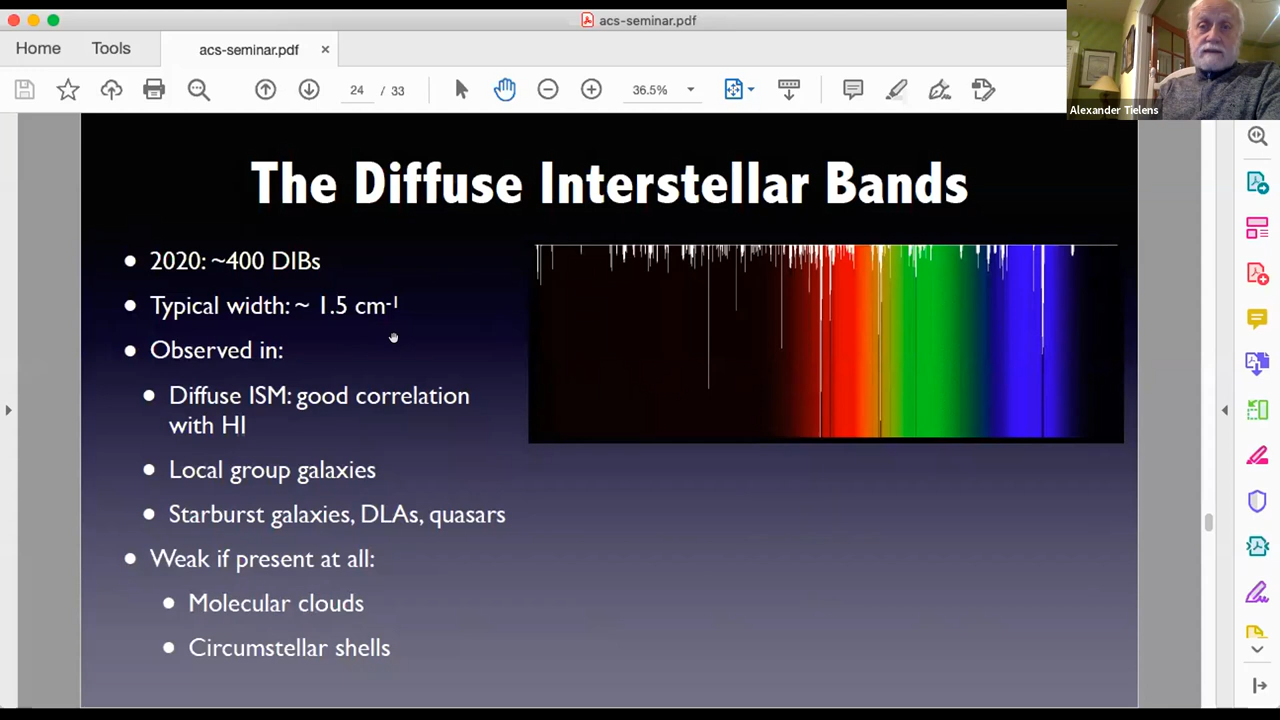 acs-seminar.pdf
Home
Tools
acs-seminar.pdf
24 / 33
36.5%
Alexander Tielens
The Diffuse Interstellar Bands
2020: ~400 DIBs
Typical width: ~ 1.5 cm-1
Observed in:
Diffuse ISM: good correlation
with HI
Local group galaxies
Starburst galaxies, DLAs, quasars
Weak if present at all:
Molecular clouds
Circumstellar shells